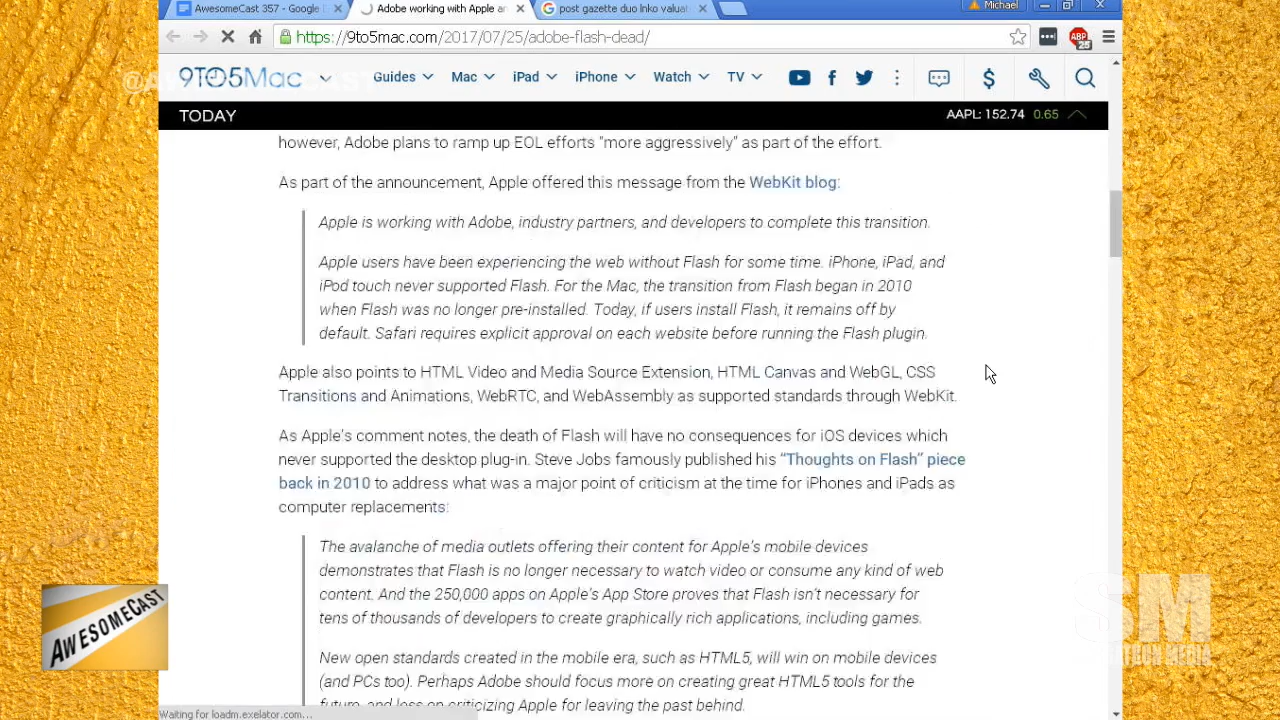 AwesomeCast 357 - Google
Adobe working with Apple an
post gazette duo lnko valuat
Michael
https://9to5mac.com/2017/07/25/adobe-flash-dead/
ABP
25
9TO5Mac
Guides
Mac
iPad
iPhone
Watch
TV
$
TODAY
AAPL: 152.74 0.65
however, Adobe plans to ramp up EOL efforts "more aggressively" as part of the effort.
As part of the announcement, Apple offered this message from the WebKit blog:
Apple is working with Adobe, industry partners, and developers to complete this transition.
Apple users have been experiencing the web without Flash for some time. iPhone, iPad, and
iPod touch never supported Flash. For the Mac, the transition from Flash began in 2010
when Flash was no longer pre-installed. Today, if users install Flash, it remains off by
default. Safari requires explicit approval on each website before running the Flash plugin.
Apple also points to HTML Video and Media Source Extension, HTML Canvas and WebGL, CSS
Transitions and Animations, WebRTC, and WebAssembly as supported standards through WebKit.
As Apple's comment notes, the death of Flash will have no consequences for iOS devices which
never supported the desktop plug-in. Steve Jobs famously published his “Thoughts on Flash” piece
back in 2010 to address what was a major point of criticism at the time for iPhones and iPads as
computer replacements:
The avalanche of media outlets offering their content for Apple's mobile devices
demonstrates that Flash is no longer necessary to watch video or consume any kind of web
content. And the 250,000 apps on Apple's App Store proves that Flash isn't necessary for
tens of thousands of developers to create graphically rich applications, including games.
New open standards created in the mobile era, such as HTML5, will win on mobile devices
(and PCs too). Perhaps Adobe should focus more on creating great HTML5 tools for the
future, and less on criticizing Apple for leaving the past behind.
Waiting for loadm.exelator.com...
AWESOMECAST
SM
MEDIA